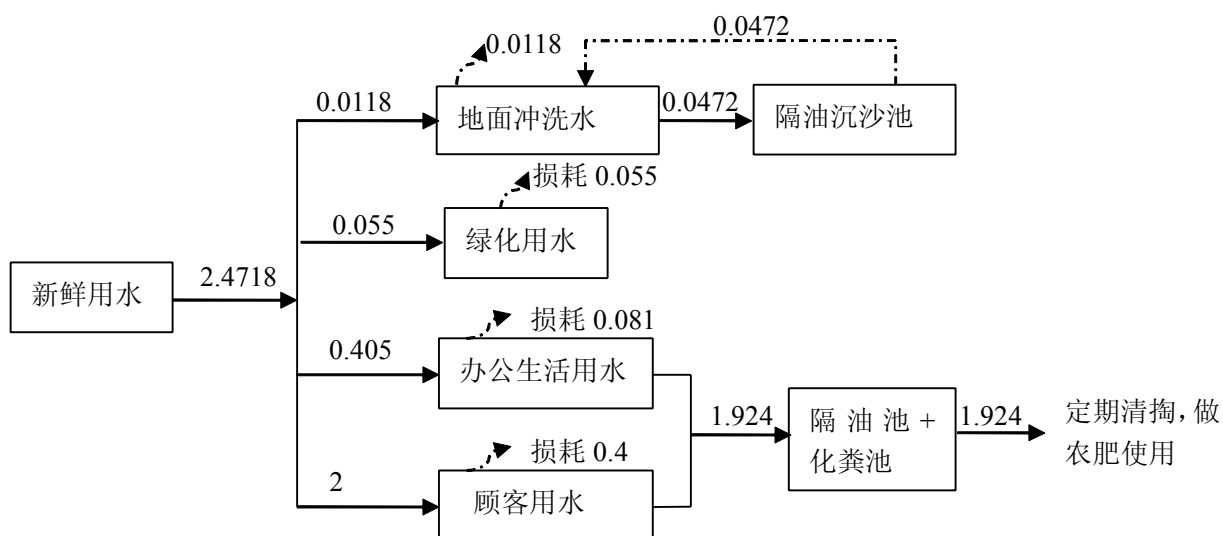 0.0472
0.0118
0.0118
地面冲洗水
0.0472
隔油沉沙池
损耗 0.055
0.055
绿化用水
新鲜用水
2.4718
损耗 0.081
0.405
办公生活用水
1.924
隔油池+
化粪池
1.924
定期清掏，做
农肥使用
损耗 0.4
2
顾客用水